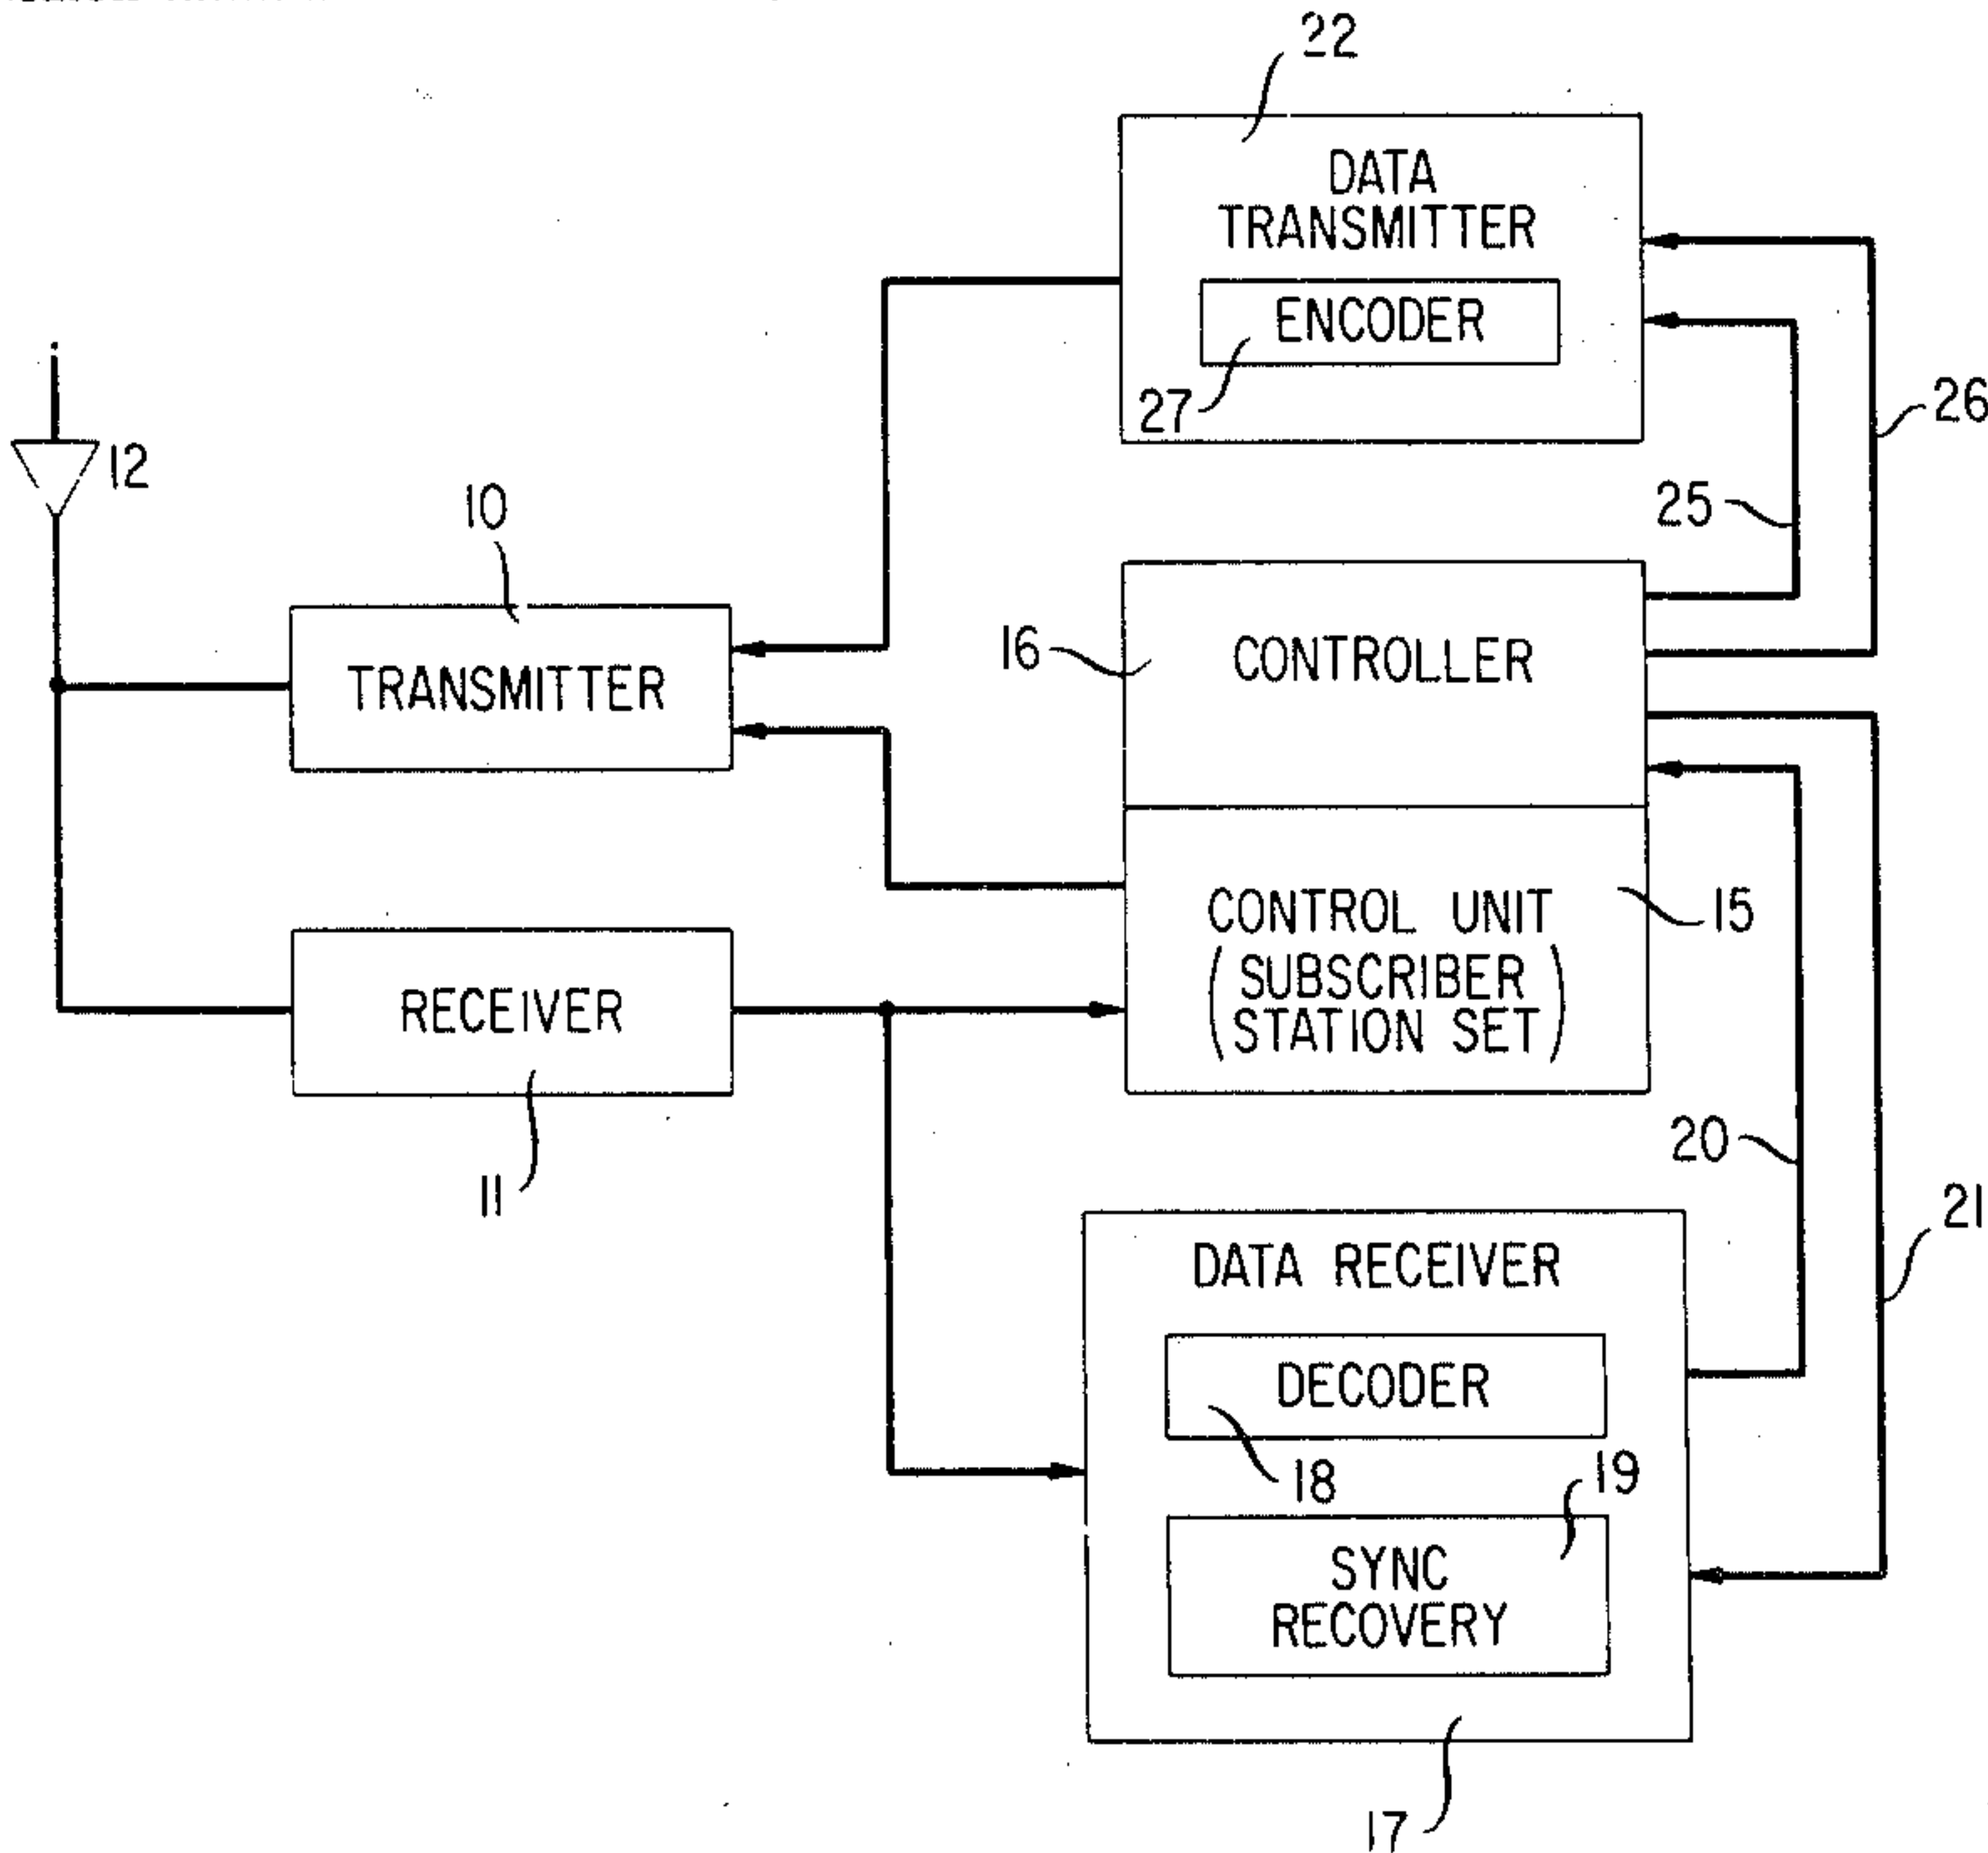 22
DATA
TRANSMITTER
ENCODER
27
26
12
25
10
16
CONTROLLER
TRANSMITTER
15
CONTROL UNIT
(SUBSCRIBER
STATION SET)
RECEIVER
20
11
21
DATA RECEIVER
DECODER
18
19
SYNC
RECOVERY
17